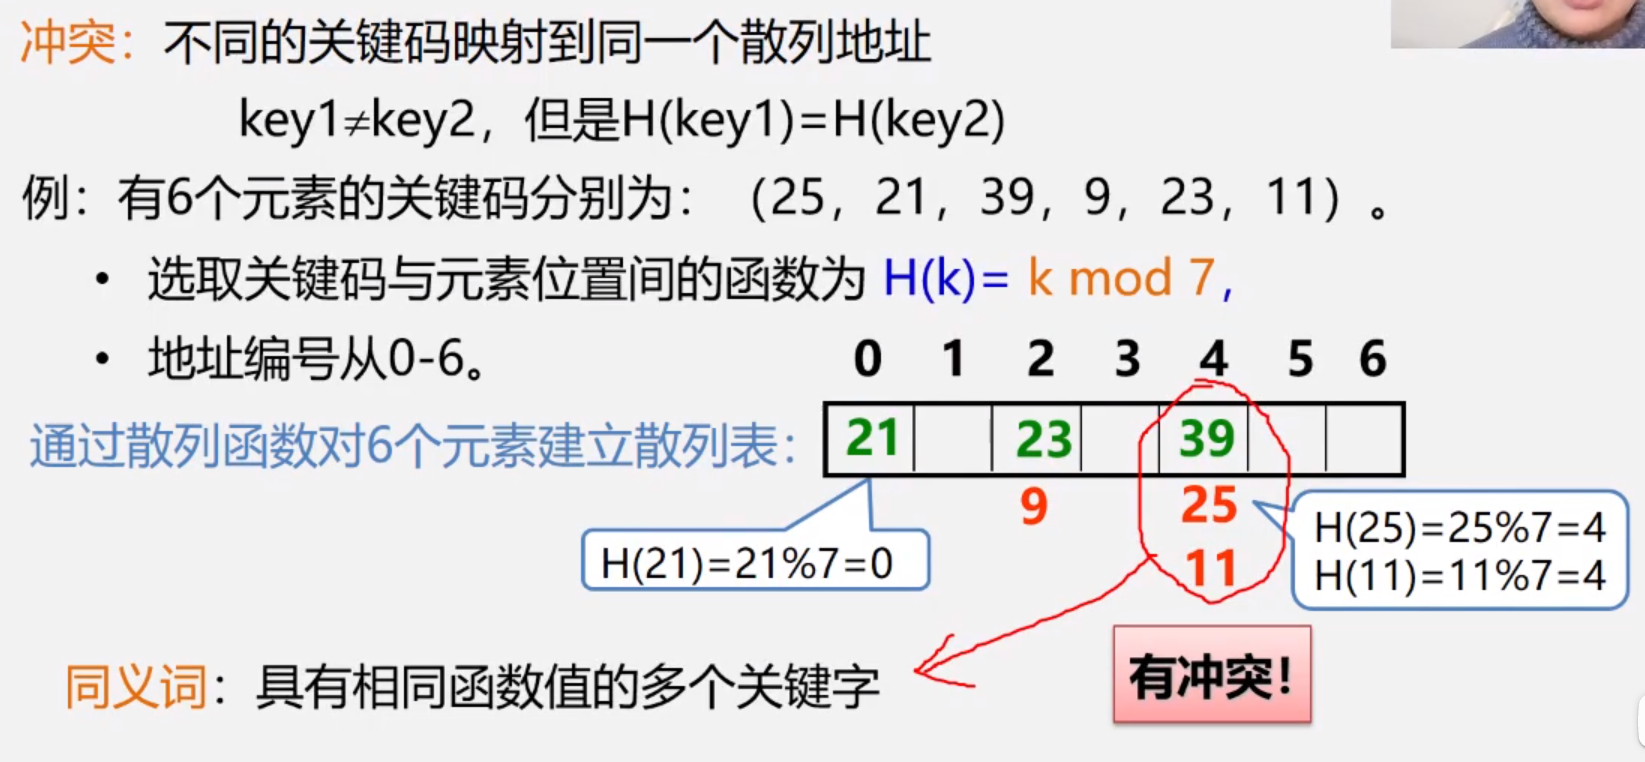 冲突：不同的关键码映射到同一个散列地址
key1≠key2，但是H(key1)=H(key2)
例：有6个元素的关键码分别为：（25，21，39，9，23，11）。
• 选取关键码与元素位置间的函数为 H(k)= k mod 7,
• 地址编号从0-6。
0 1 2 3 4 5 6
通过散列函数对6个元素建立散列表：
21 23 39
9 25
11
H(21)=21%7=0
H(25)=25%7=4
H(11)=11%7=4
有冲突！
同义词：具有相同函数值的多个关键字